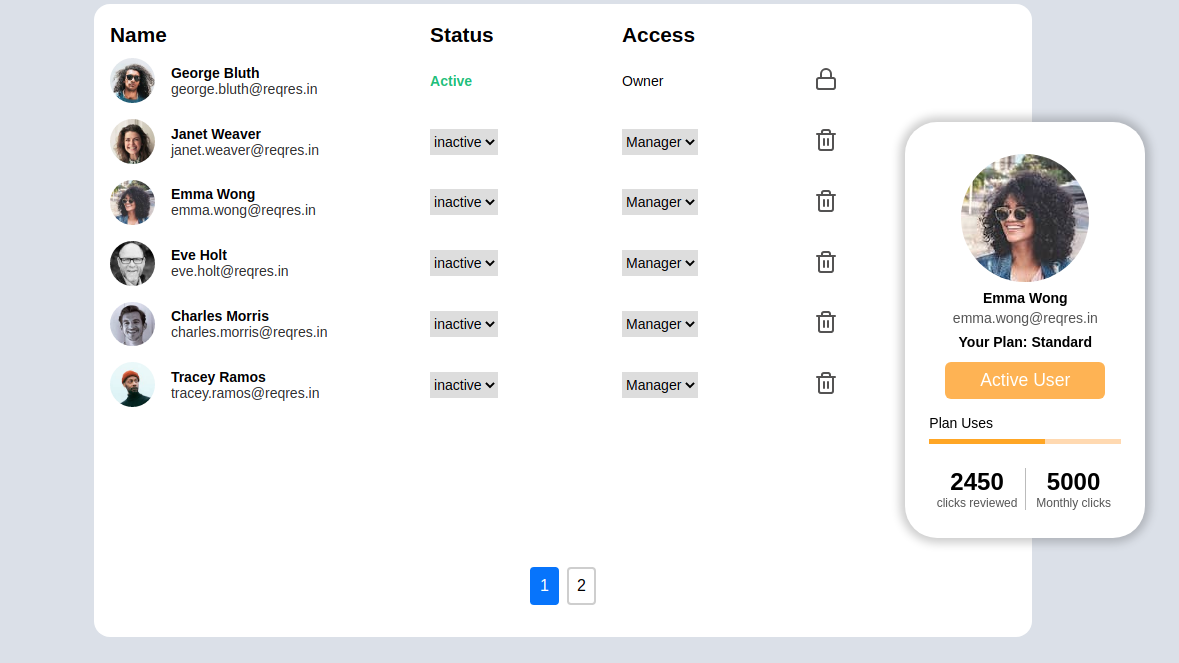 Name Status Access
George Bluth
george.bluth@reqres.in
Active
Owner
Janet Weaver
janet.weaver@reqres.in
inactive
Manager
Emma Wong
emma.wong@reqres.in
inactive
Manager
Eve Holt
eve.holt@reqres.in
inactive
Manager
Charles Morris
charles.morris@reqres.in
inactive
Manager
Tracey Ramos
tracey.ramos@reqres.in
inactive
Manager
1 2
Emma Wong
emma.wong@reqres.in
Your Plan: Standard
Active User
Plan Uses
2450
clicks reviewed
5000
Monthly clicks